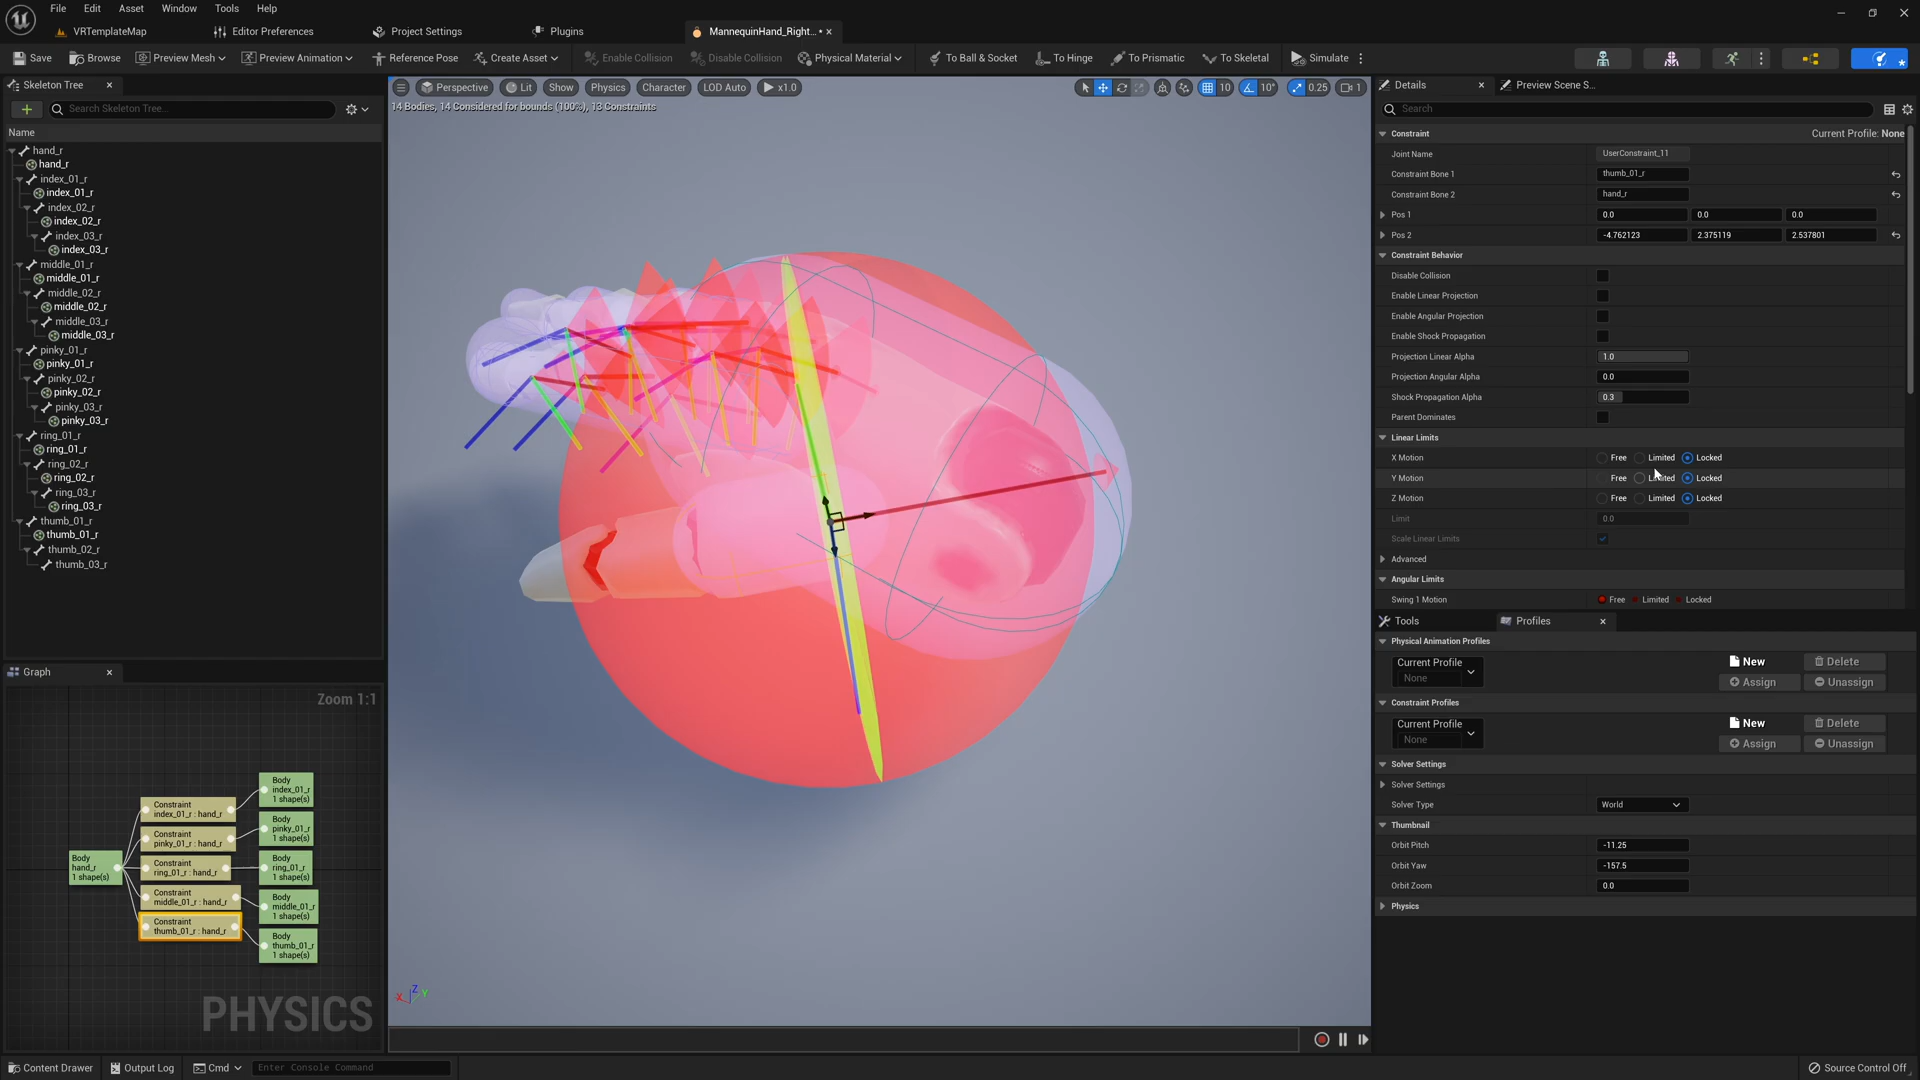 File Edit Asset Window Tools Help
VRTemplateMap Editor Preferences Project Settings Plugins MannequinHand_Right...*
Save Browse Preview Mesh Preview Animation Reference Pose Create Asset Enable Collision Disable Collision Physical Material To Ball & Socket To Hinge To Prismatic To Skeletal Simulate
Skeleton Tree
Search Skeleton Tree...
Name
hand_r
hand_r
index_01_r
index_01_r
index_02_r
index_02_r
index_03_r
index_03_r
middle_01_r
middle_01_r
middle_02_r
middle_02_r
middle_03_r
middle_03_r
pinky_01_r
pinky_01_r
pinky_02_r
pinky_02_r
pinky_03_r
pinky_03_r
ring_01_r
ring_01_r
ring_02_r
ring_02_r
ring_03_r
ring_03_r
thumb_01_r
thumb_01_r
thumb_02_r
thumb_03_r
Graph
Zoom 1:1
Body
hand_r
1 shape(s)
Constraint
index_01_r : hand_r
Constraint
pinky_01_r : hand_r
Constraint
ring_01_r : hand_r
Constraint
middle_01_r : hand_r
Constraint
thumb_01_r : hand_r
Body
index_01_r
1 shape(s)
Body
pinky_01_r
1 shape(s)
Body
ring_01_r
1 shape(s)
Body
middle_01_r
1 shape(s)
Body
thumb_01_r
1 shape(s)
PHYSICS
Perspective Lit Show Physics Character LOD Auto x1.0 10 10° 0.25 1
14 Bodies, 14 Considered for bounds (100%), 13 Constraints
X Z Y
Details Preview Scene S...
Search
Constraint Current Profile: None
Joint Name UserConstraint_11
Constraint Bone 1 thumb_01_r
Constraint Bone 2 hand_r
Pos 1 0.0 0.0 0.0
Pos 2 -4.762123 2.375119 2.537801
Constraint Behavior
Disable Collision
Enable Linear Projection
Enable Angular Projection
Enable Shock Propagation
Projection Linear Alpha 1.0
Projection Angular Alpha 0.0
Shock Propagation Alpha 0.3
Parent Dominates
Linear Limits
X Motion Free Limited Locked
Y Motion Free Limited Locked
Z Motion Free Limited Locked
Limit 0.0
Scale Linear Limits
Advanced
Angular Limits
Swing 1 Motion Free Limited Locked
Tools Profiles
Physical Animation Profiles
Current Profile
None
New Delete
Assign Unassign
Constraint Profiles
Current Profile
None
New Delete
Assign Unassign
Solver Settings
Solver Settings
Solver Type World
Thumbnail
Orbit Pitch -11.25
Orbit Yaw -157.5
Orbit Zoom 0.0
Physics
Content Drawer Output Log Cmd Enter Console Command Source Control Off